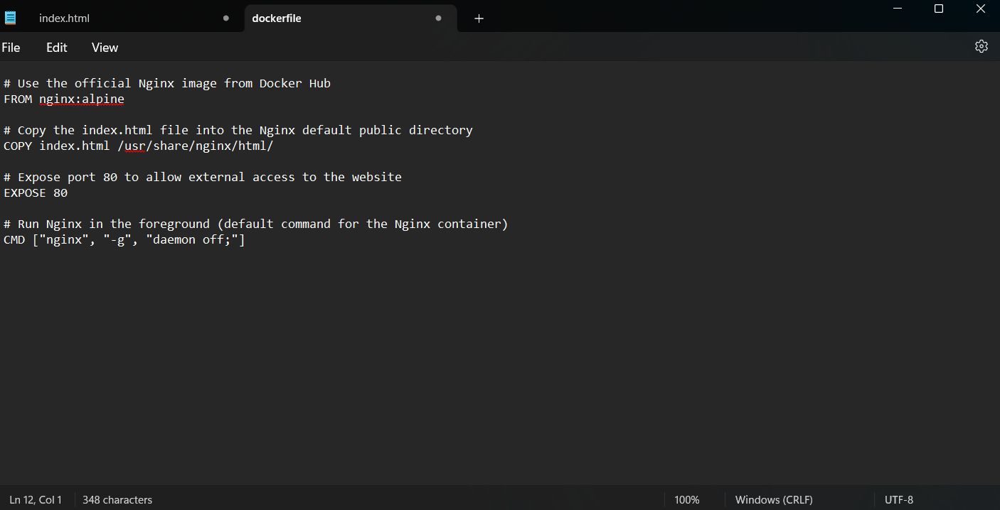 index.html
dockerfile
File Edit View
# Use the official Nginx image from Docker Hub
FROM nginx:alpine
# Copy the index.html file into the Nginx default public directory
COPY index.html /usr/share/nginx/html/
# Expose port 80 to allow external access to the website
EXPOSE 80
# Run Nginx in the foreground (default command for the Nginx container)
CMD ["nginx", "-g", "daemon off;"]
Ln 12, Col 1 348 characters 100% Windows (CRLF) UTF-8